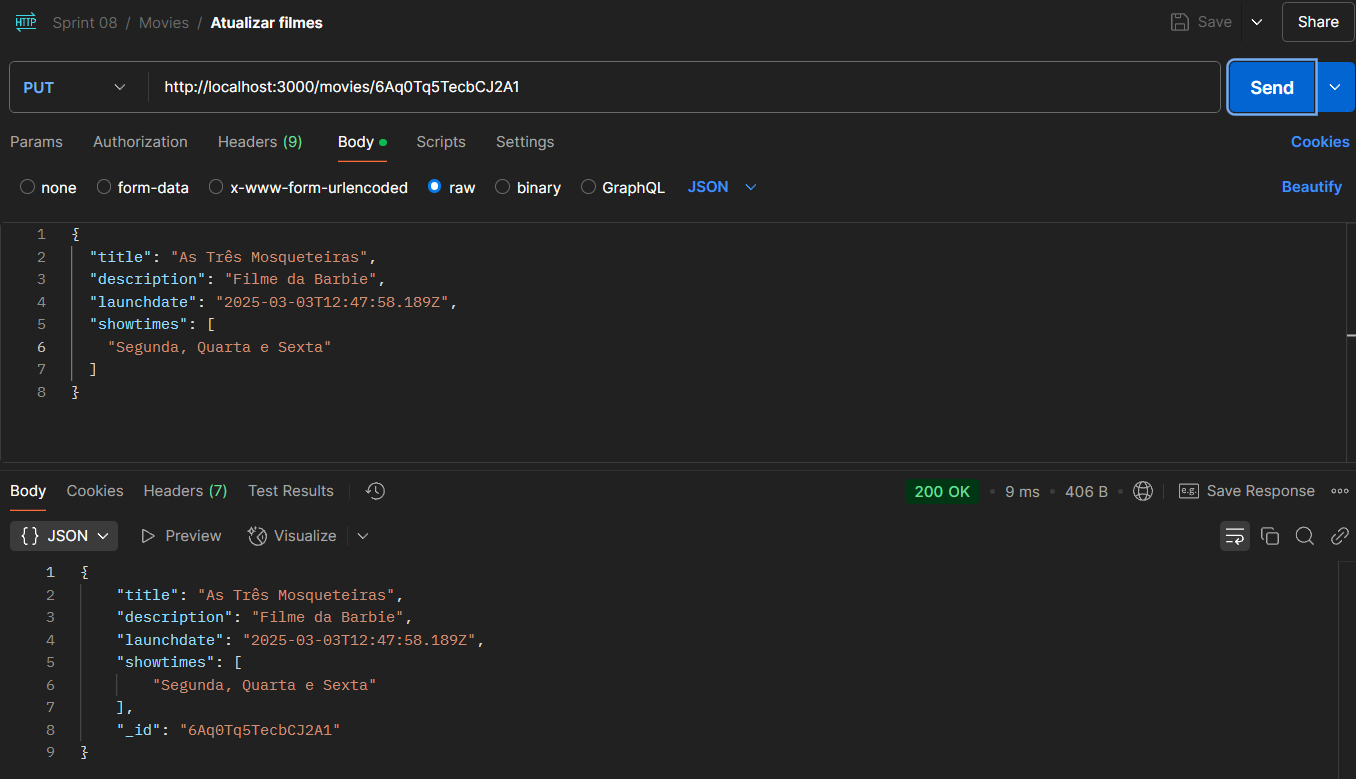 HTTP Sprint 08 / Movies / Atualizar filmes Save Share
PUT http://localhost:3000/movies/6Aq0Tq5TecbCJ2A1 Send
Params Authorization Headers (9) Body Scripts Settings Cookies
none form-data x-www-form-urlencoded raw binary GraphQL JSON Beautify
1 {
2 "title": "As Três Mosqueteiras",
3 "description": "Filme da Barbie",
4 "launchdate": "2025-03-03T12:47:58.189Z",
5 "showtimes": [
6 "Segunda, Quarta e Sexta"
7 ]
8 }
Body Cookies Headers (7) Test Results 200 OK 9 ms 406 B e.g. Save Response
{} JSON Preview Visualize
1 {
2 "title": "As Três Mosqueteiras",
3 "description": "Filme da Barbie",
4 "launchdate": "2025-03-03T12:47:58.189Z",
5 "showtimes": [
6 "Segunda, Quarta e Sexta"
7 ],
8 "_id": "6Aq0Tq5TecbCJ2A1"
9 }